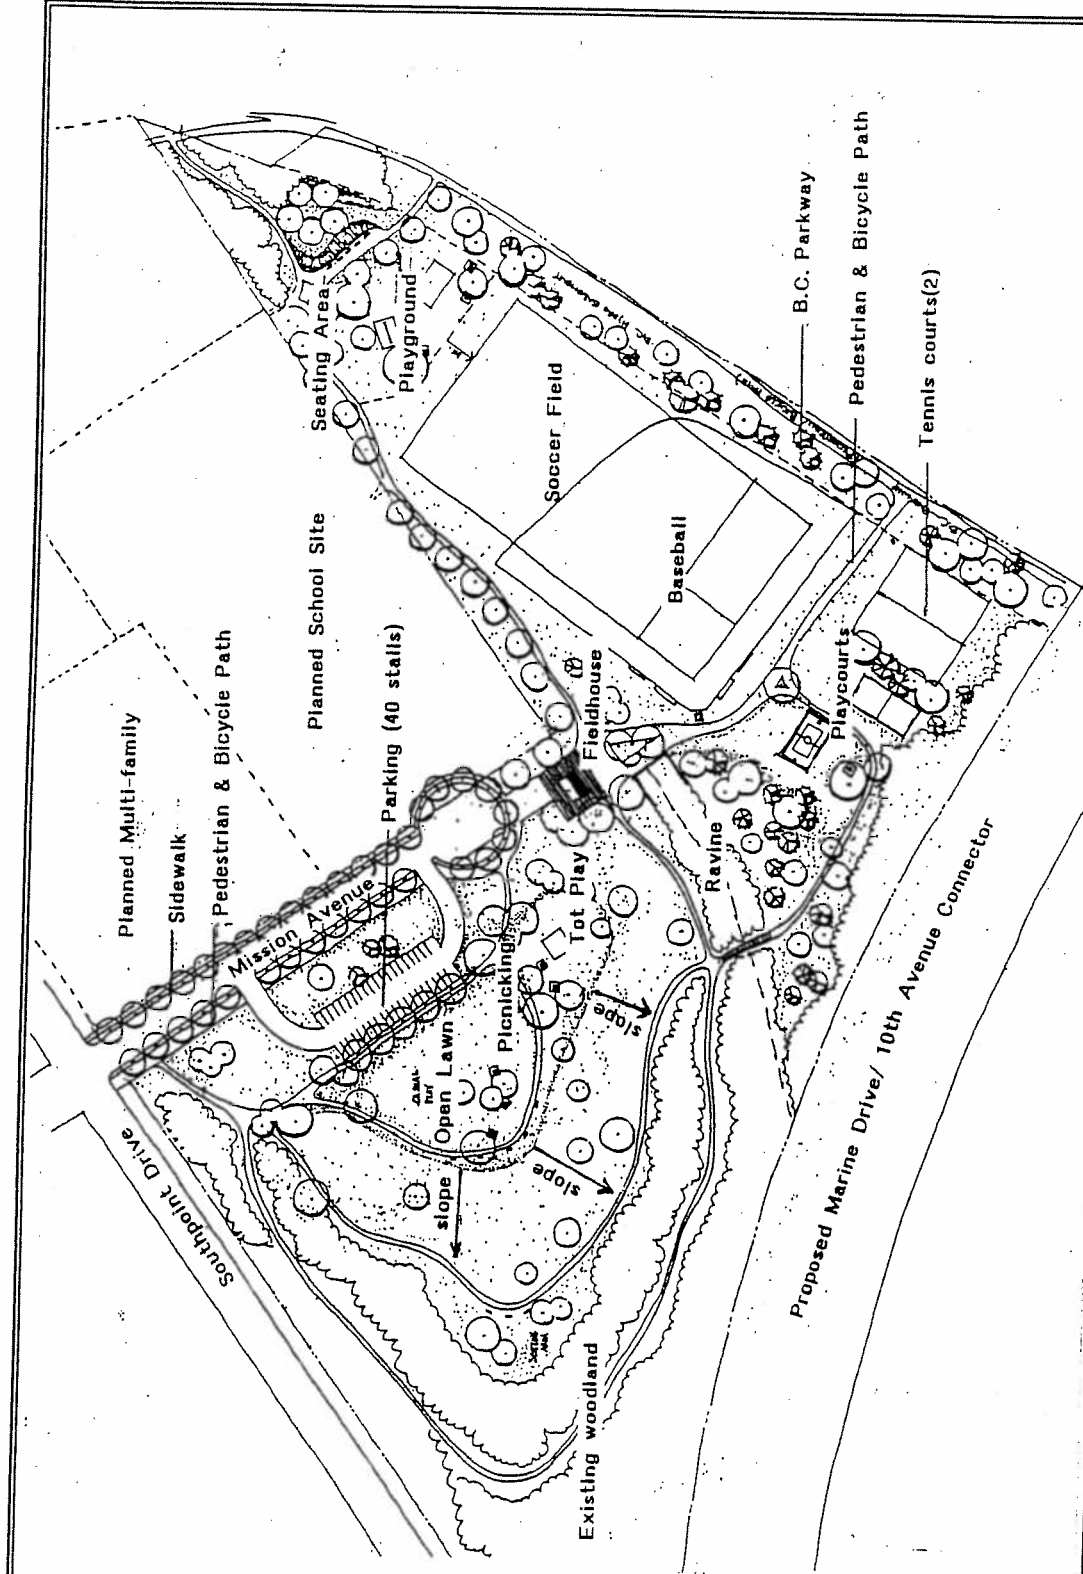 Planned Multi-family
Sidewalk
Pedestrian & Bicycle Path
Planned School Site
Parking (40 stalls)
Mission Avenue
Southpoint Drive
Seating Area
Playground
Soccer Field
Baseball
Fieldhouse
B.C. Parkway
Pedestrian & Bicycle Path
Tennis courts(2)
Playcourts
Ravine
Tot Play
Picnicking
Open Lawn
slope
slope
slope
Existing woodland
Proposed Marine Drive/ 10th Avenue Connector